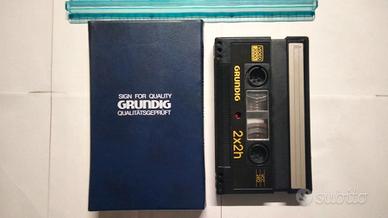 SIGN FOR QUALITY
GRUNDIG
QUALITÄTSGEPRÜFT
GRUNDIG
2x2h
subito